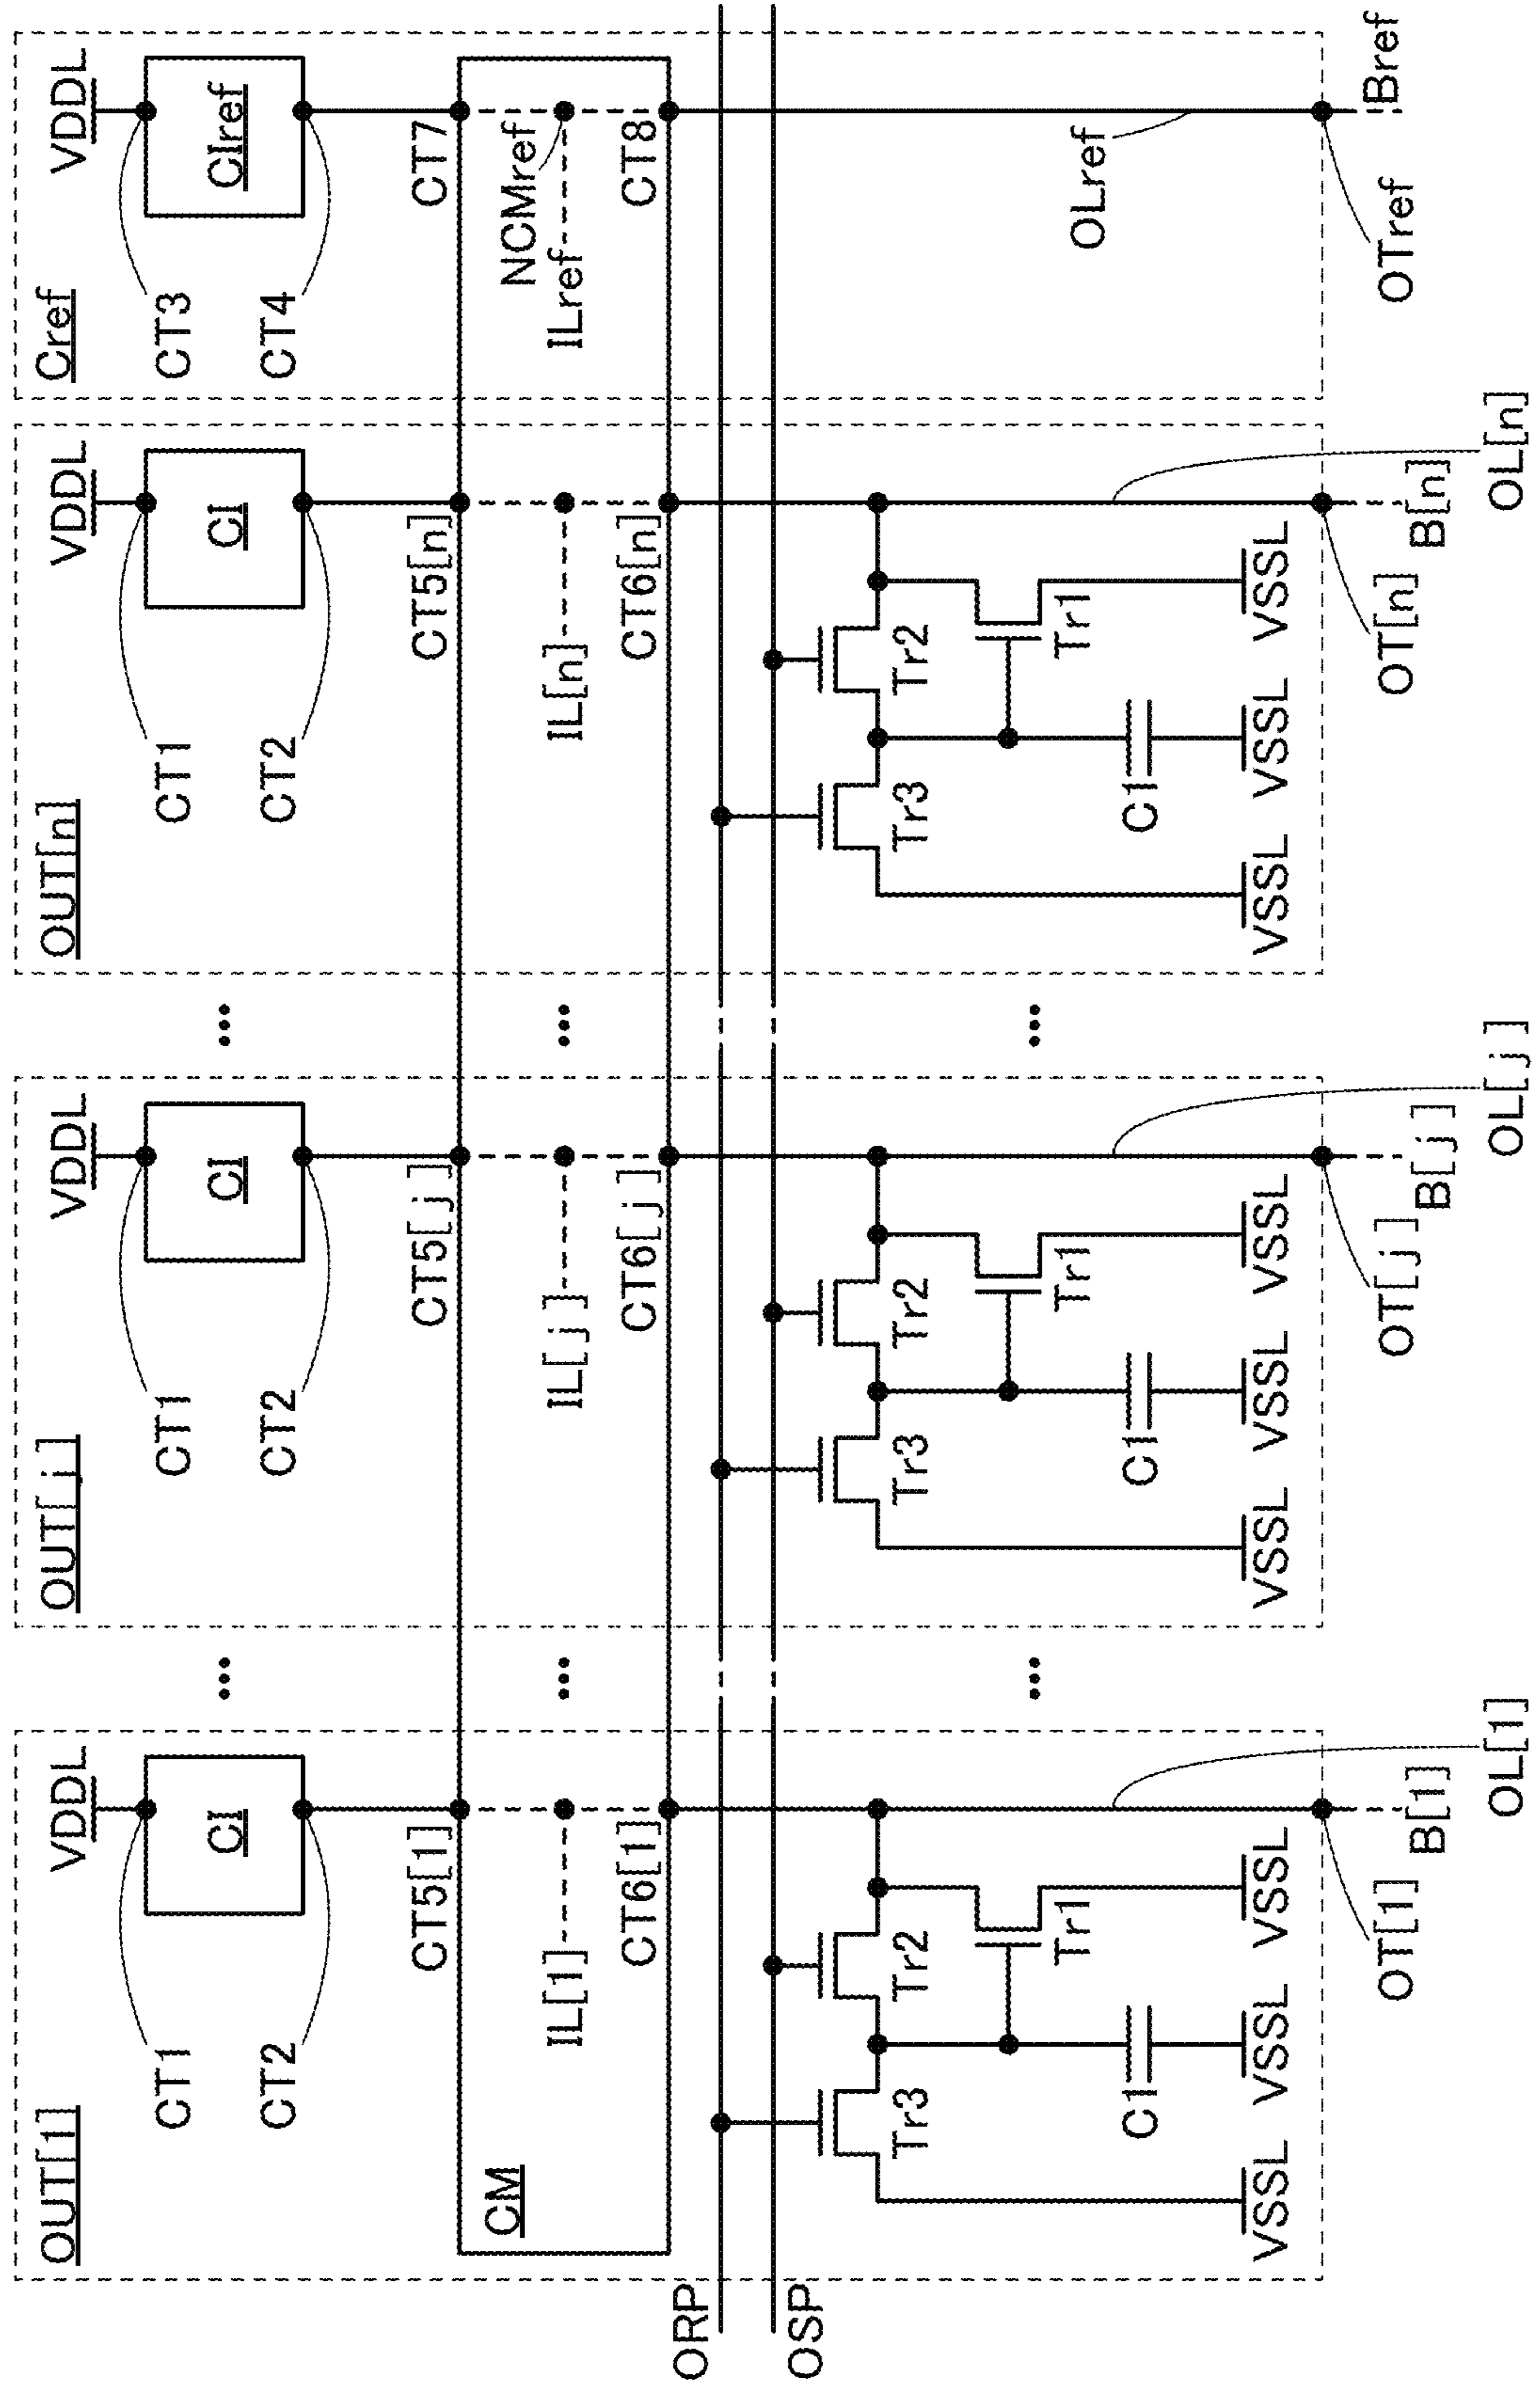 OUT[1]
VDDL
CI
CT1
CT2
CT5[1]
IL[1]
CT6[1]
CM
ORP
OSP
Tr3
Tr2
Tr1
C1
VSSL
VSSL
VSSL
OT[1]
B[1]
OL[1]
...
...
...
OUT[j]
VDDL
CI
CT1
CT2
CT5[j]
IL[j]
CT6[j]
Tr3
Tr2
Tr1
C1
VSSL
VSSL
VSSL
OT[j]
B[j]
OL[j]
...
...
...
OUT[n]
VDDL
CI
CT1
CT2
CT5[n]
IL[n]
CT6[n]
Tr3
Tr2
Tr1
C1
VSSL
VSSL
VSSL
OT[n]
B[n]
OL[n]
Cref
VDDL
CIref
CT3
CT4
CT7
NCMref
ILref
CT8
OLref
OTref
Bref